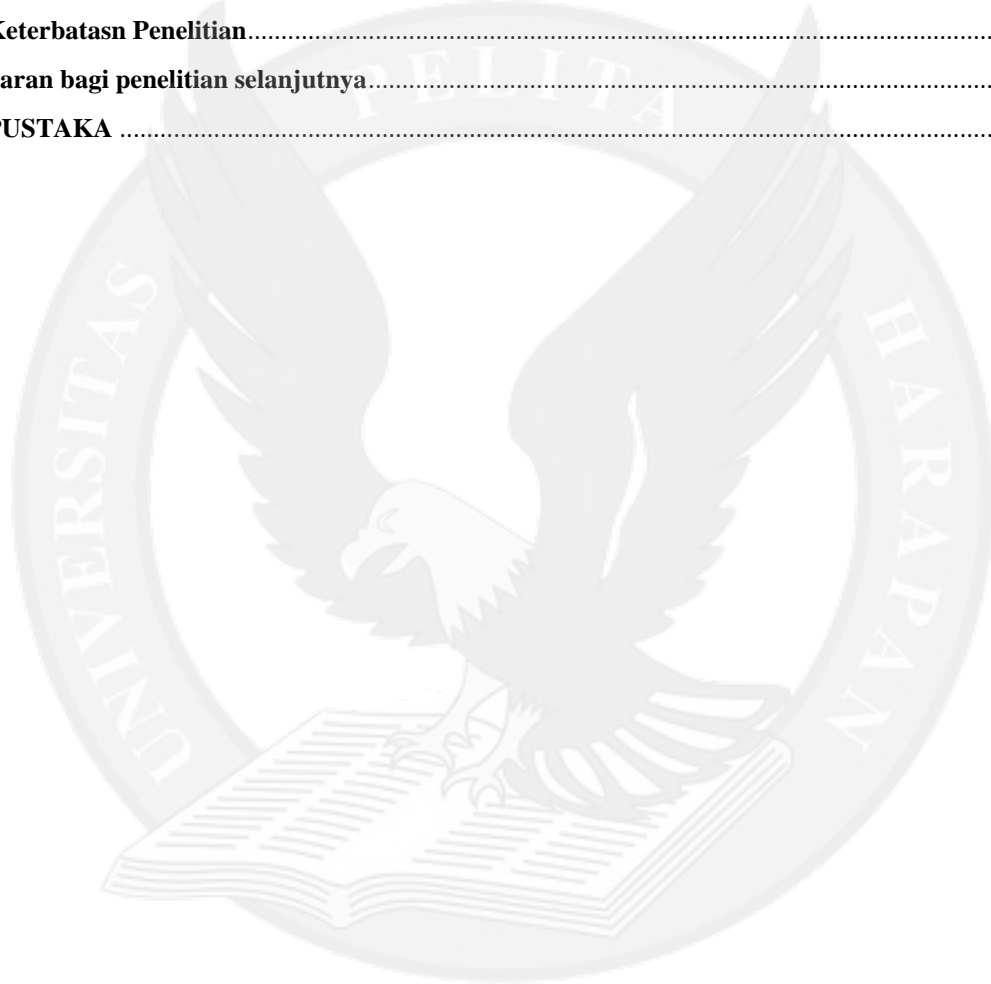 Keterbatasn Penelitian
aran bagi penelitian selanjutnya
PUSTAKA
UNIVERSITAS PELITA HARAPAN